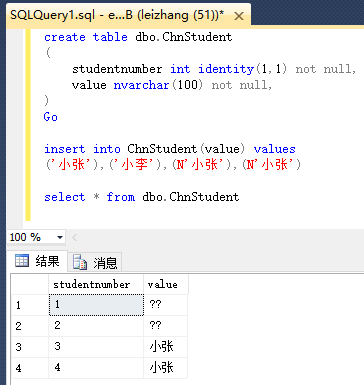 SQLQuery1.sql - e...B (leizhang (51))*
create table dbo.ChnStudent
(
studentnumber int identity(1,1) not null,
value nvarchar(100) not null,
)
Go
insert into ChnStudent(value) values
('小张'),('小李'),(N'小张'),(N'小张')
select * from dbo.ChnStudent
100 %
结果 消息
studentnumber value
1 1 ??
2 2 ??
3 3 小张
4 4 小张